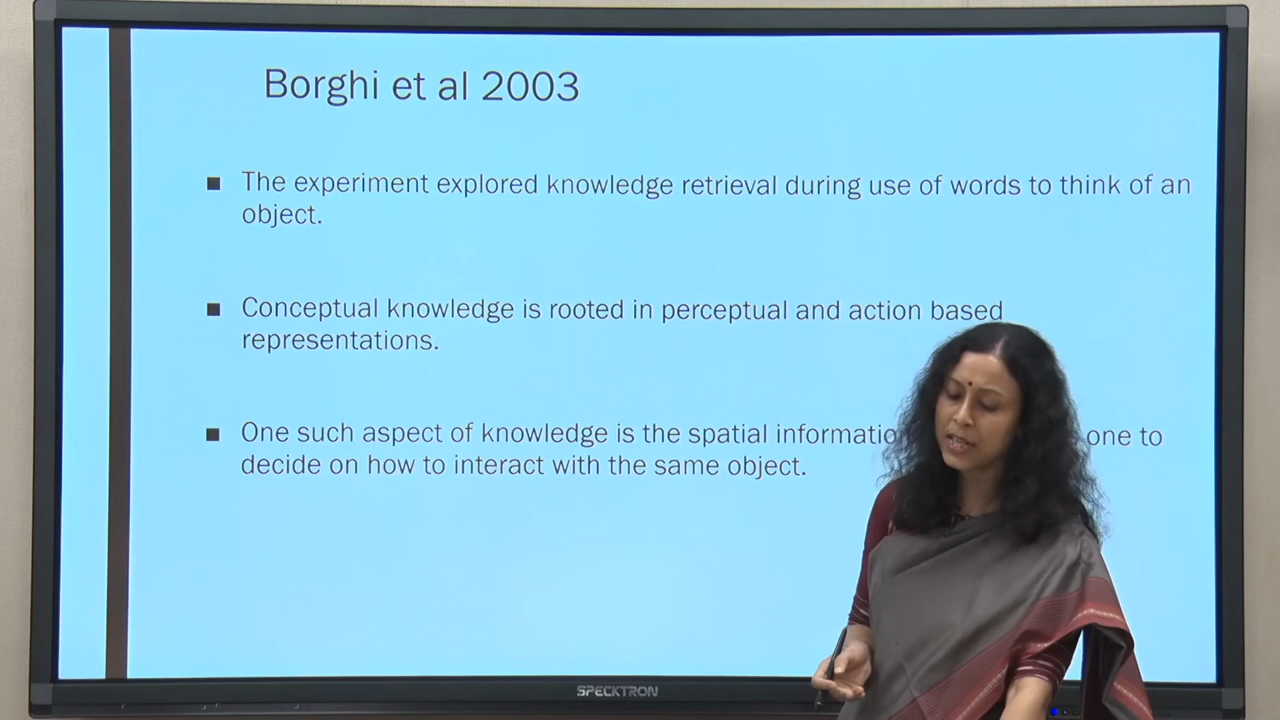 Borghi et al 2003
■ The experiment explored knowledge retrieval during use of words to think of an
object.
■ Conceptual knowledge is rooted in perceptual and action based
representations.
■ One such aspect of knowledge is the spatial one to
decide on how to interact with the same object.
SPECKTRON